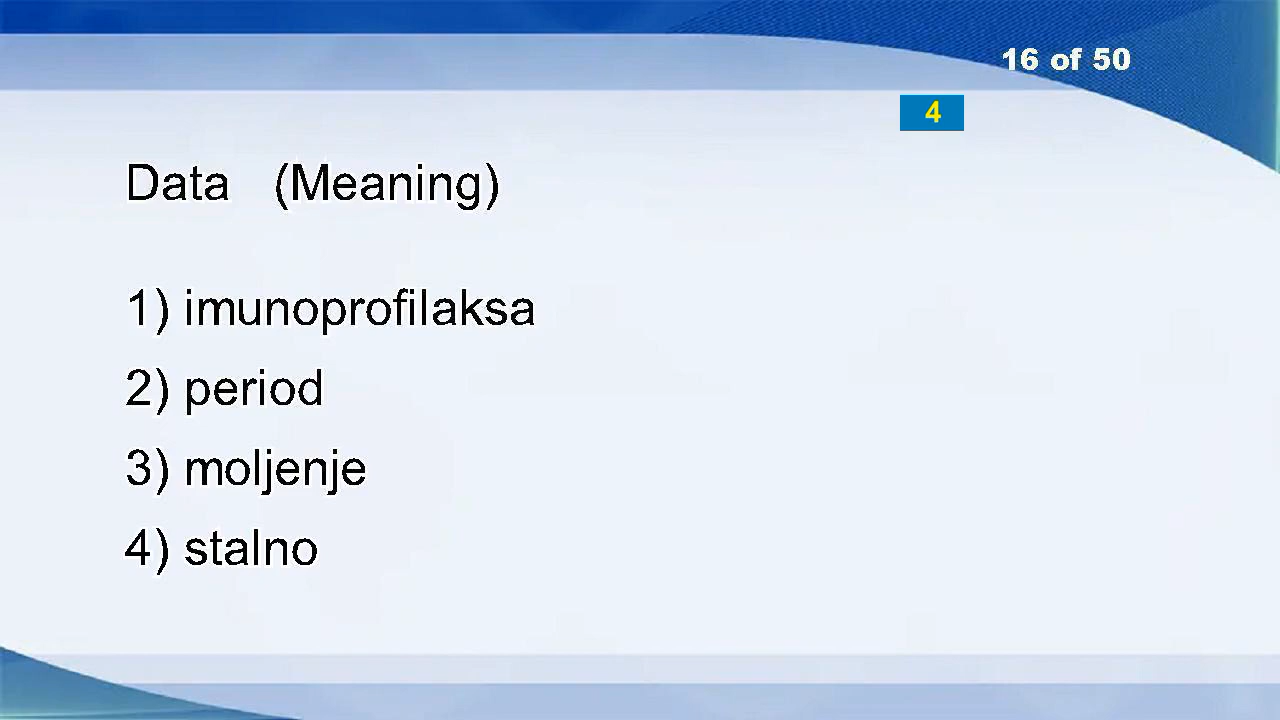 16 of 50
4
Data (Meaning)
1) imunoprofilaksa
2) period
3) moljenje
4) stalno